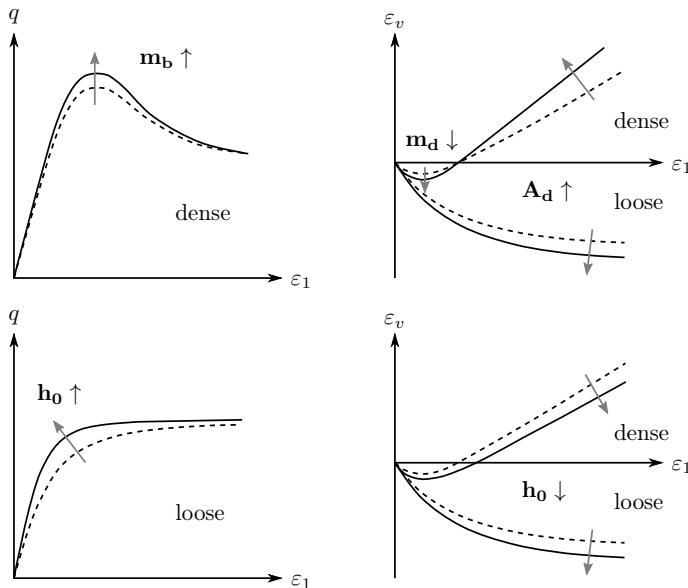 q
m_b ↑
dense
ε_1
ε_v
dense
m_d ↓
ε_1
A_d ↑
loose
q
h_0 ↑
loose
ε_1
ε_v
dense
ε_1
h_0 ↓
loose